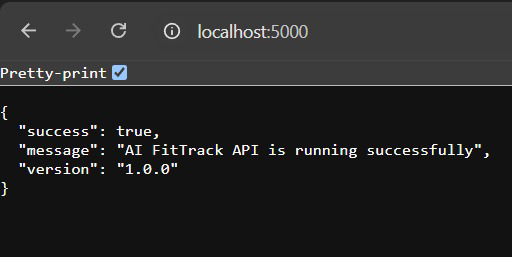 localhost:5000
Pretty-print
{
  "success": true,
  "message": "AI FitTrack API is running successfully",
  "version": "1.0.0"
}